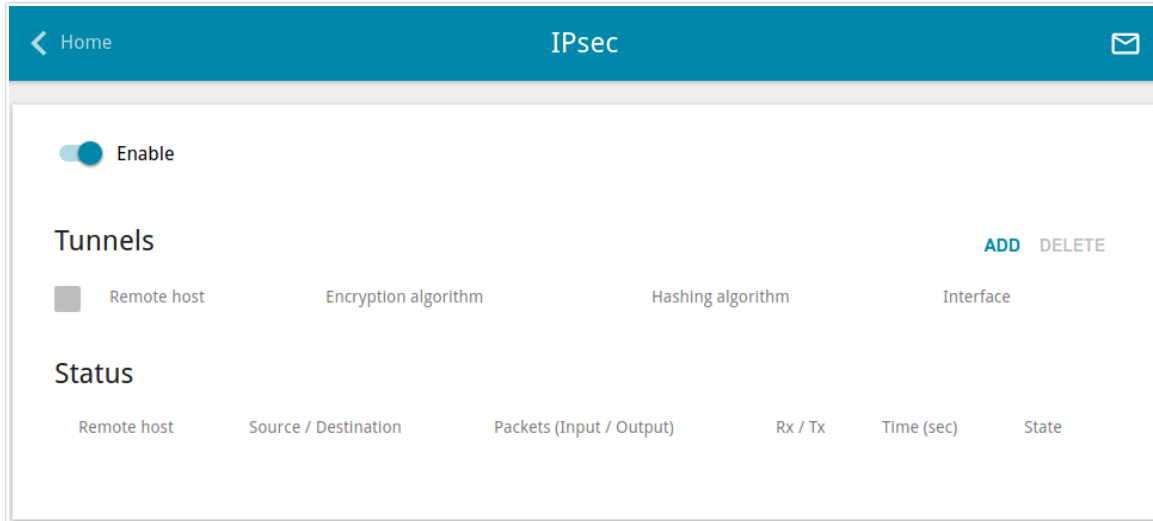 Home IPsec
Enable
Tunnels ADD DELETE
Remote host Encryption algorithm Hashing algorithm Interface
Status
Remote host Source / Destination Packets (Input / Output) Rx / Tx Time (sec) State